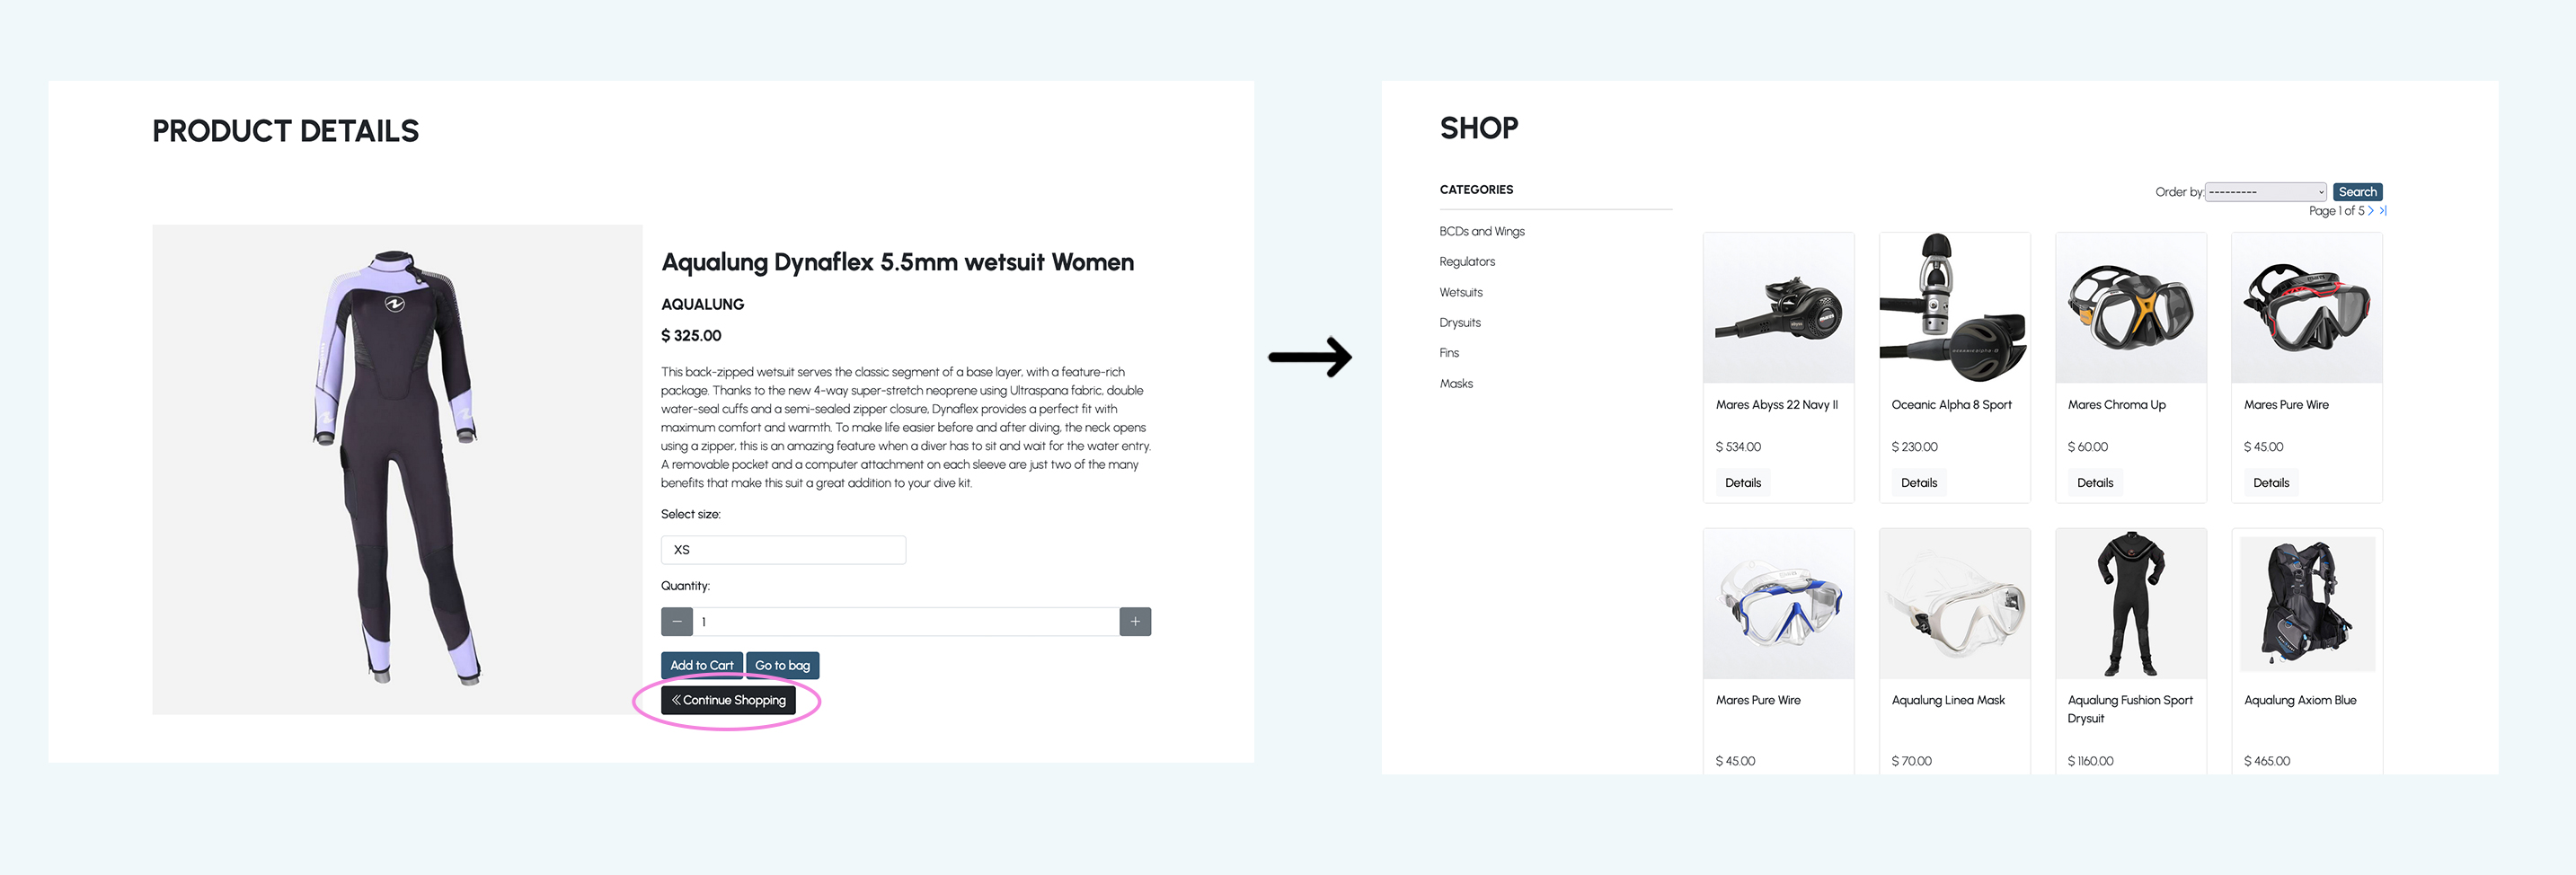 PRODUCT DETAILS
Aqualung Dynaflex 5.5mm wetsuit Women
AQUALUNG
$ 325.00
This back-zipped wetsuit serves the classic segment of a base layer, with a feature-rich
package. Thanks to the new 4-way super-stretch neoprene using Ultraspana fabric, double
water-seal cuffs and a semi-sealed zipper closure, Dynaflex provides a perfect fit with
maximum comfort and warmth. To make life easier before and after diving, the neck opens
using a zipper, this is an amazing feature when a diver has to sit and wait for the water entry.
A removable pocket and a computer attachment on each sleeve are just two of the many
benefits that make this suit a great addition to your dive kit.
Select size:
XS
Quantity:
− 1 +
Add to Cart Go to bag
Continue Shopping
SHOP
CATEGORIES
BCDs and Wings
Regulators
Wetsuits
Drysuits
Fins
Masks
Order by: --------- Search
Page 1 of 5
Mares Abyss 22 Navy II
$ 534.00
Details
Oceanic Alpha 8 Sport
$ 230.00
Details
Mares Chroma Up
$ 60.00
Details
Mares Pure Wire
$ 45.00
Details
Mares Pure Wire
$ 45.00
Aqualung Linea Mask
$ 70.00
Aqualung Fushion Sport
Drysuit
$ 1160.00
Aqualung Axiom Blue
$ 465.00